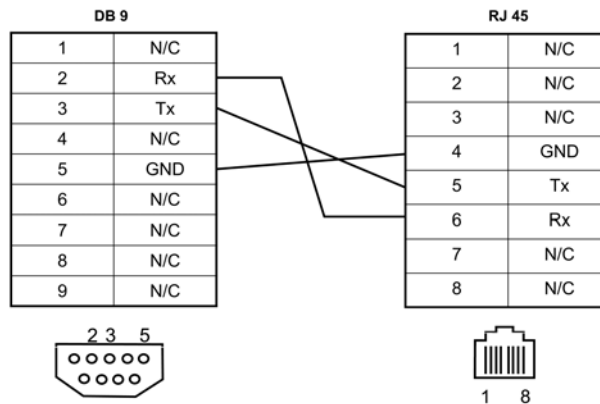 DB 9
1 N/C
2 Rx
3 Tx
4 N/C
5 GND
6 N/C
7 N/C
8 N/C
9 N/C
2 3 5
RJ 45
1 N/C
2 N/C
3 N/C
4 GND
5 Tx
6 Rx
7 N/C
8 N/C
1 8